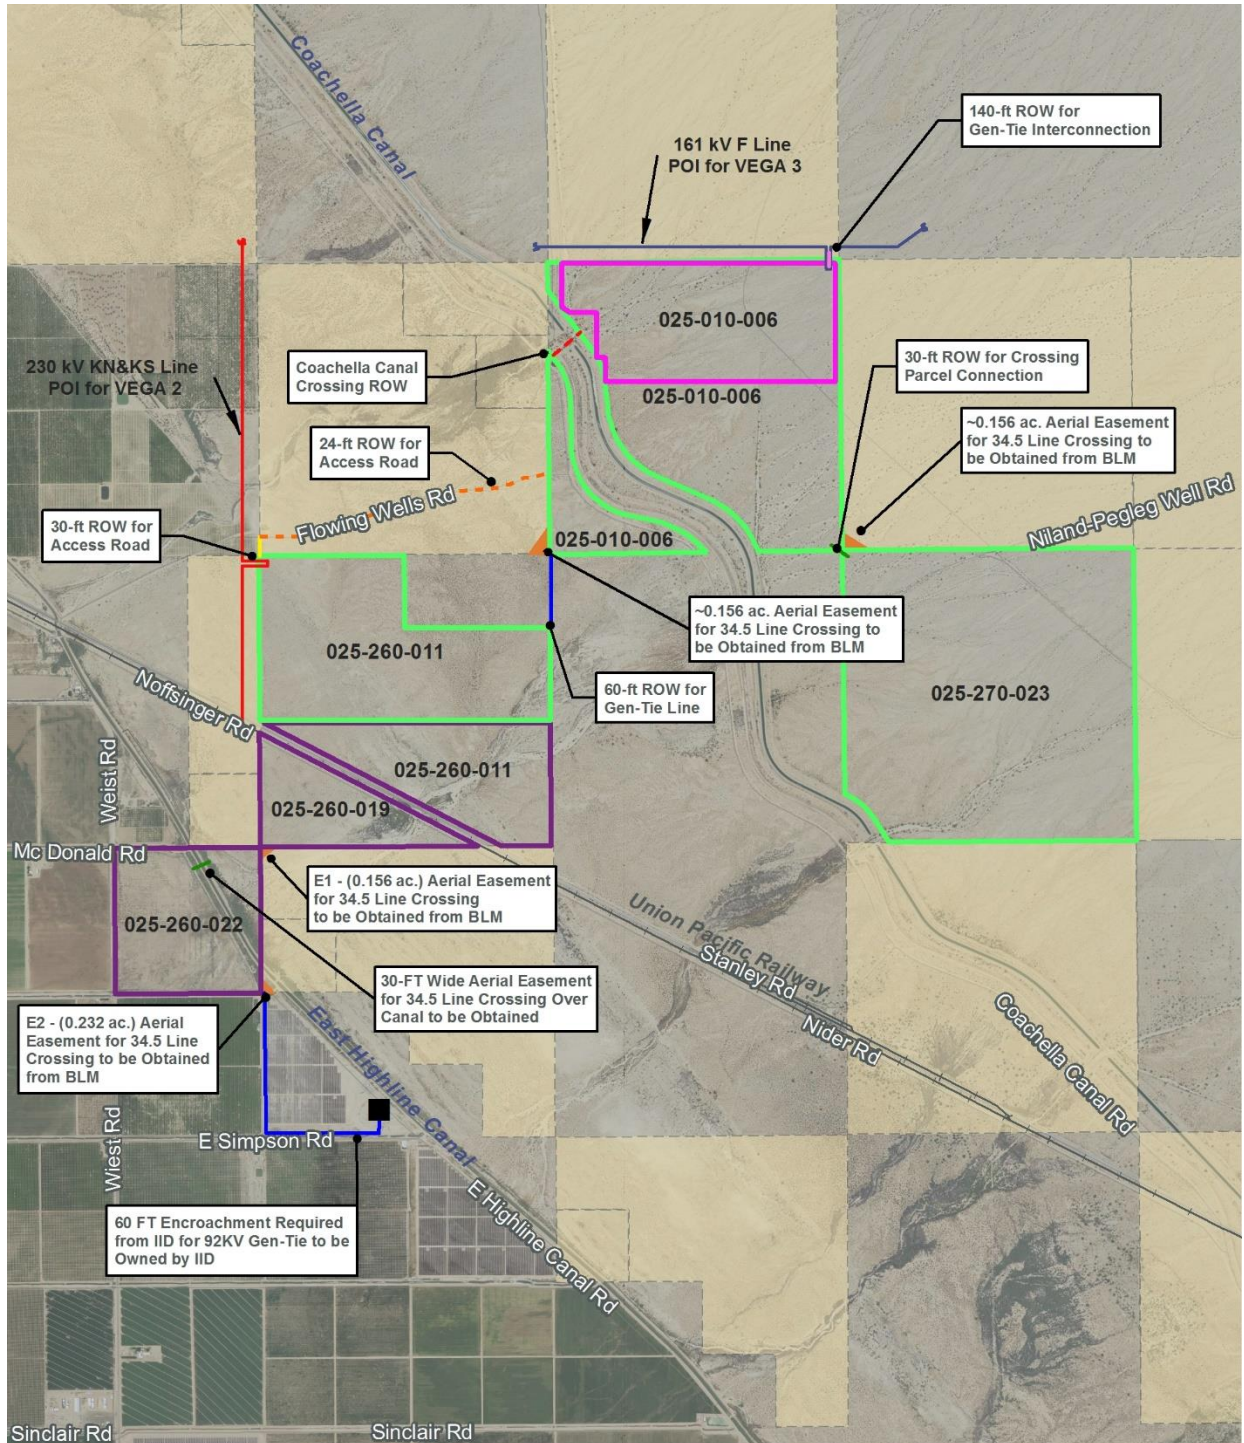 Coachella Canal
140-ft ROW for
Gen-Tie Interconnection
161 kV F Line
POI for VEGA 3
025-010-006
230 kV KN&KS Line
POI for VEGA 2
Coachella Canal
Crossing ROW
30-ft ROW for Crossing
Parcel Connection
025-010-006
~0.156 ac. Aerial Easement
for 34.5 Line Crossing to
be Obtained from BLM
24-ft ROW for
Access Road
Flowing Wells Rd
Niland-Pegleg Well Rd
30-ft ROW for
Access Road
025-010-006
~0.156 ac. Aerial Easement
for 34.5 Line Crossing to
be Obtained from BLM
025-260-011
60-ft ROW for
Gen-Tie Line
025-270-023
Noffsinger Rd
Weist Rd
025-260-011
025-260-019
Mc Donald Rd
E1 - (0.156 ac.) Aerial Easement
for 34.5 Line Crossing
to be Obtained from BLM
025-260-022
Union Pacific Railway
Stanley Rd
30-FT Wide Aerial Easement
for 34.5 Line Crossing Over
Canal to be Obtained
Nider Rd
Coachella Canal Rd
E2 - (0.232 ac.) Aerial
Easement for 34.5 Line
Crossing to be Obtained
from BLM
East Highline Canal
Wiest Rd
E Simpson Rd
E Highline Canal Rd
60 FT Encroachment Required
from IID for 92KV Gen-Tie to be
Owned by IID
Sinclair Rd
Sinclair Rd